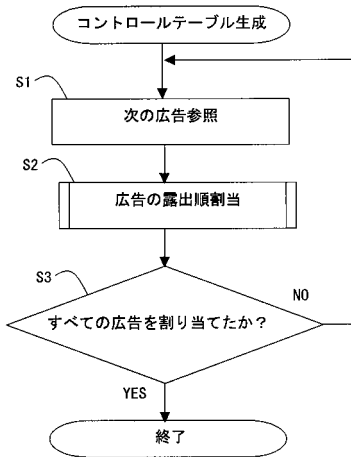 コントロールテーブル生成
S1
次の広告参照
S2
広告の露出順割当
S3
すべての広告を割り当てたか？
NO
YES
終了